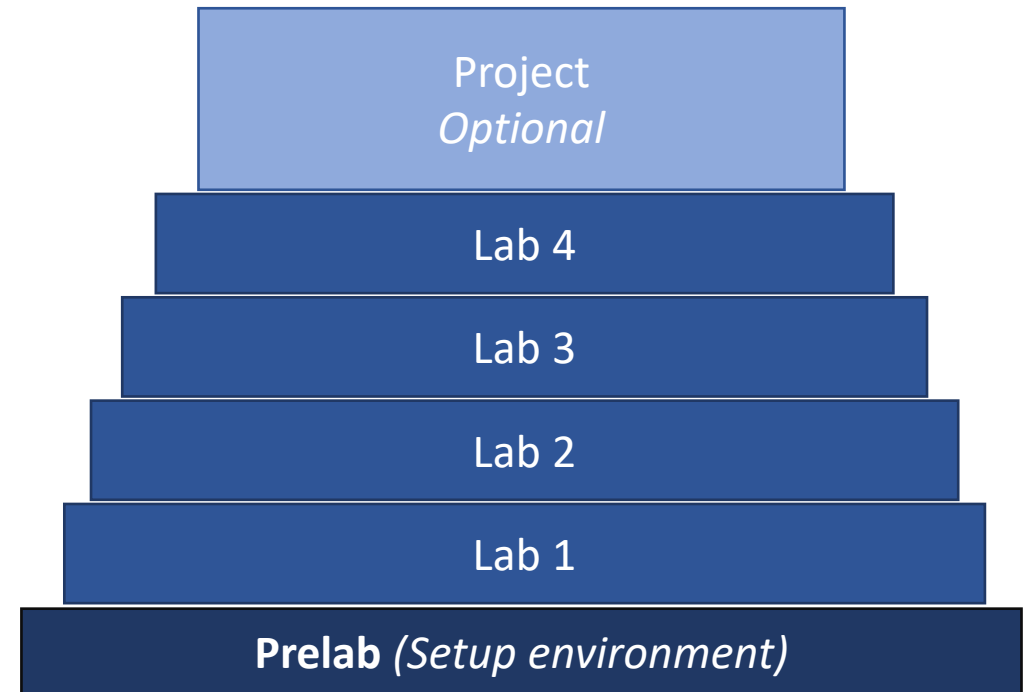 Project
Optional
Lab 4
Lab 3
Lab 2
Lab 1
Prelab (Setup environment)